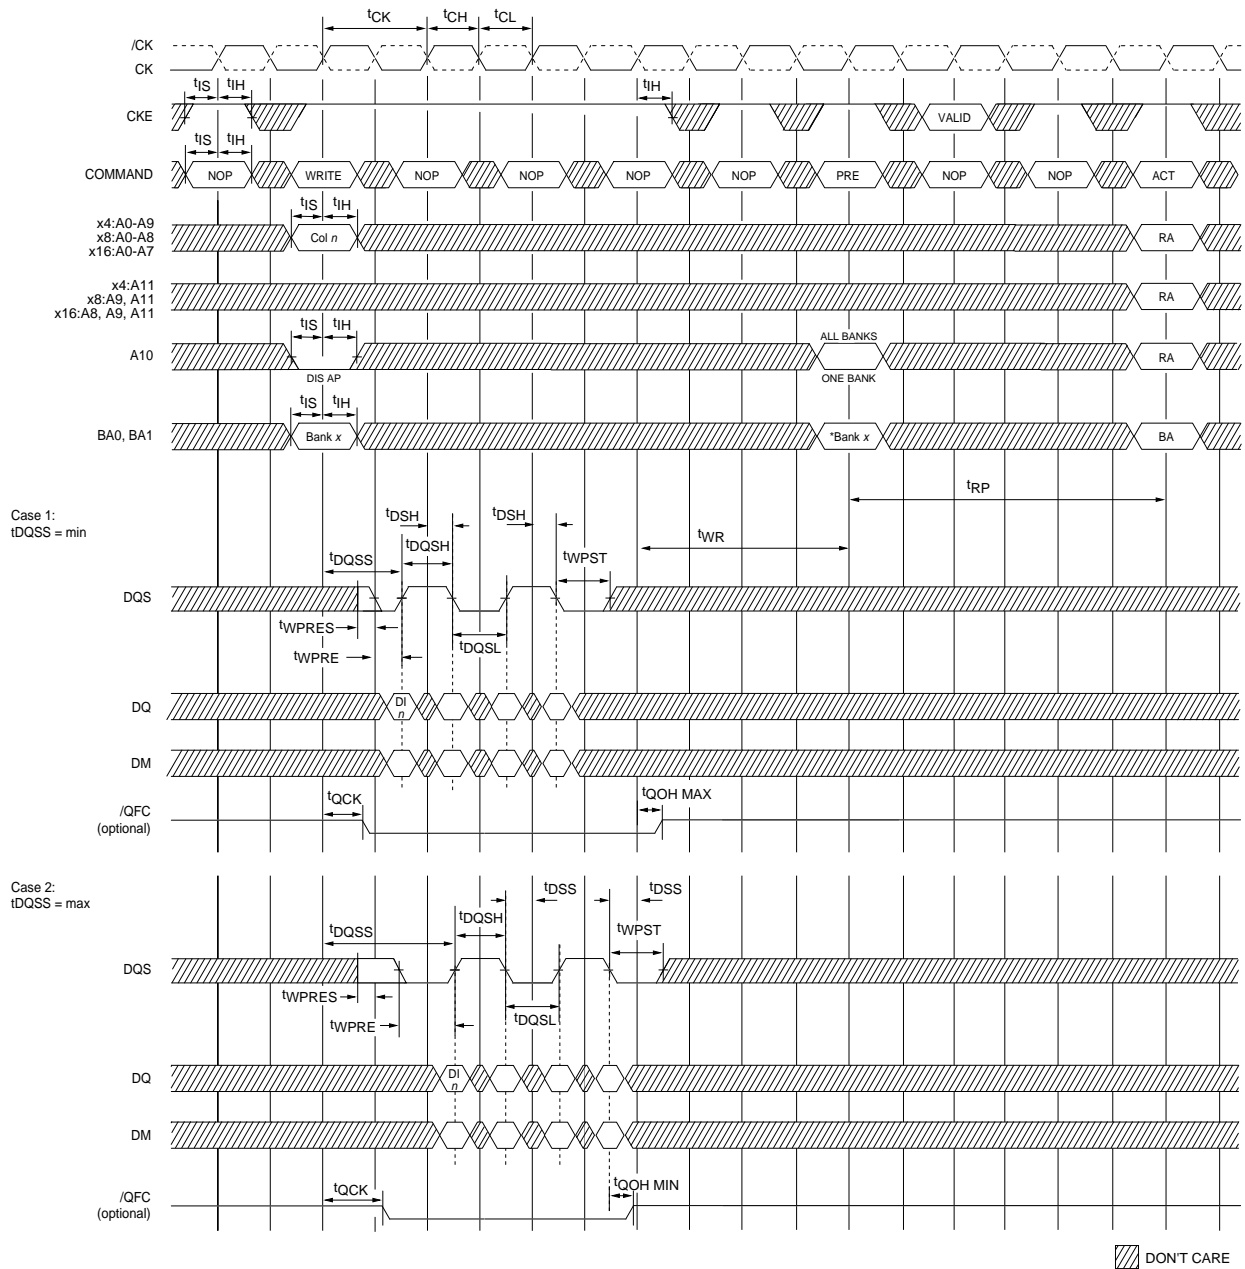 tCK tCH tCL
/CK
CK
tIS tIH tIH
CKE VALID
tIS tIH
COMMAND NOP WRITE NOP NOP NOP NOP PRE NOP NOP ACT
tIS tIH
x4:A0-A9
x8:A0-A8
x16:A0-A7
Col n RA
x4:A11
x8:A9, A11
x16:A8, A9, A11
RA
tIS tIH ALL BANKS
A10 RA
DIS AP ONE BANK
tIS tIH
BA0, BA1 Bank x *Bank x BA
tRP
Case 1:
tDQSS = min
tDSH tDSH
tDQSH tWR
tDQSS tWPST
DQS
tWPRES tDQSL
tWPRE
DQ DI
n
DM
tQCK tQOH MAX
/QFC
(optional)
Case 2:
tDQSS = max
tDSS tDSS
tDQSH tWPST
tDQSS
DQS
tWPRES tDQSL
tWPRE
DQ DI
n
DM
tQCK tQOH MIN
/QFC
(optional)
DON'T CARE